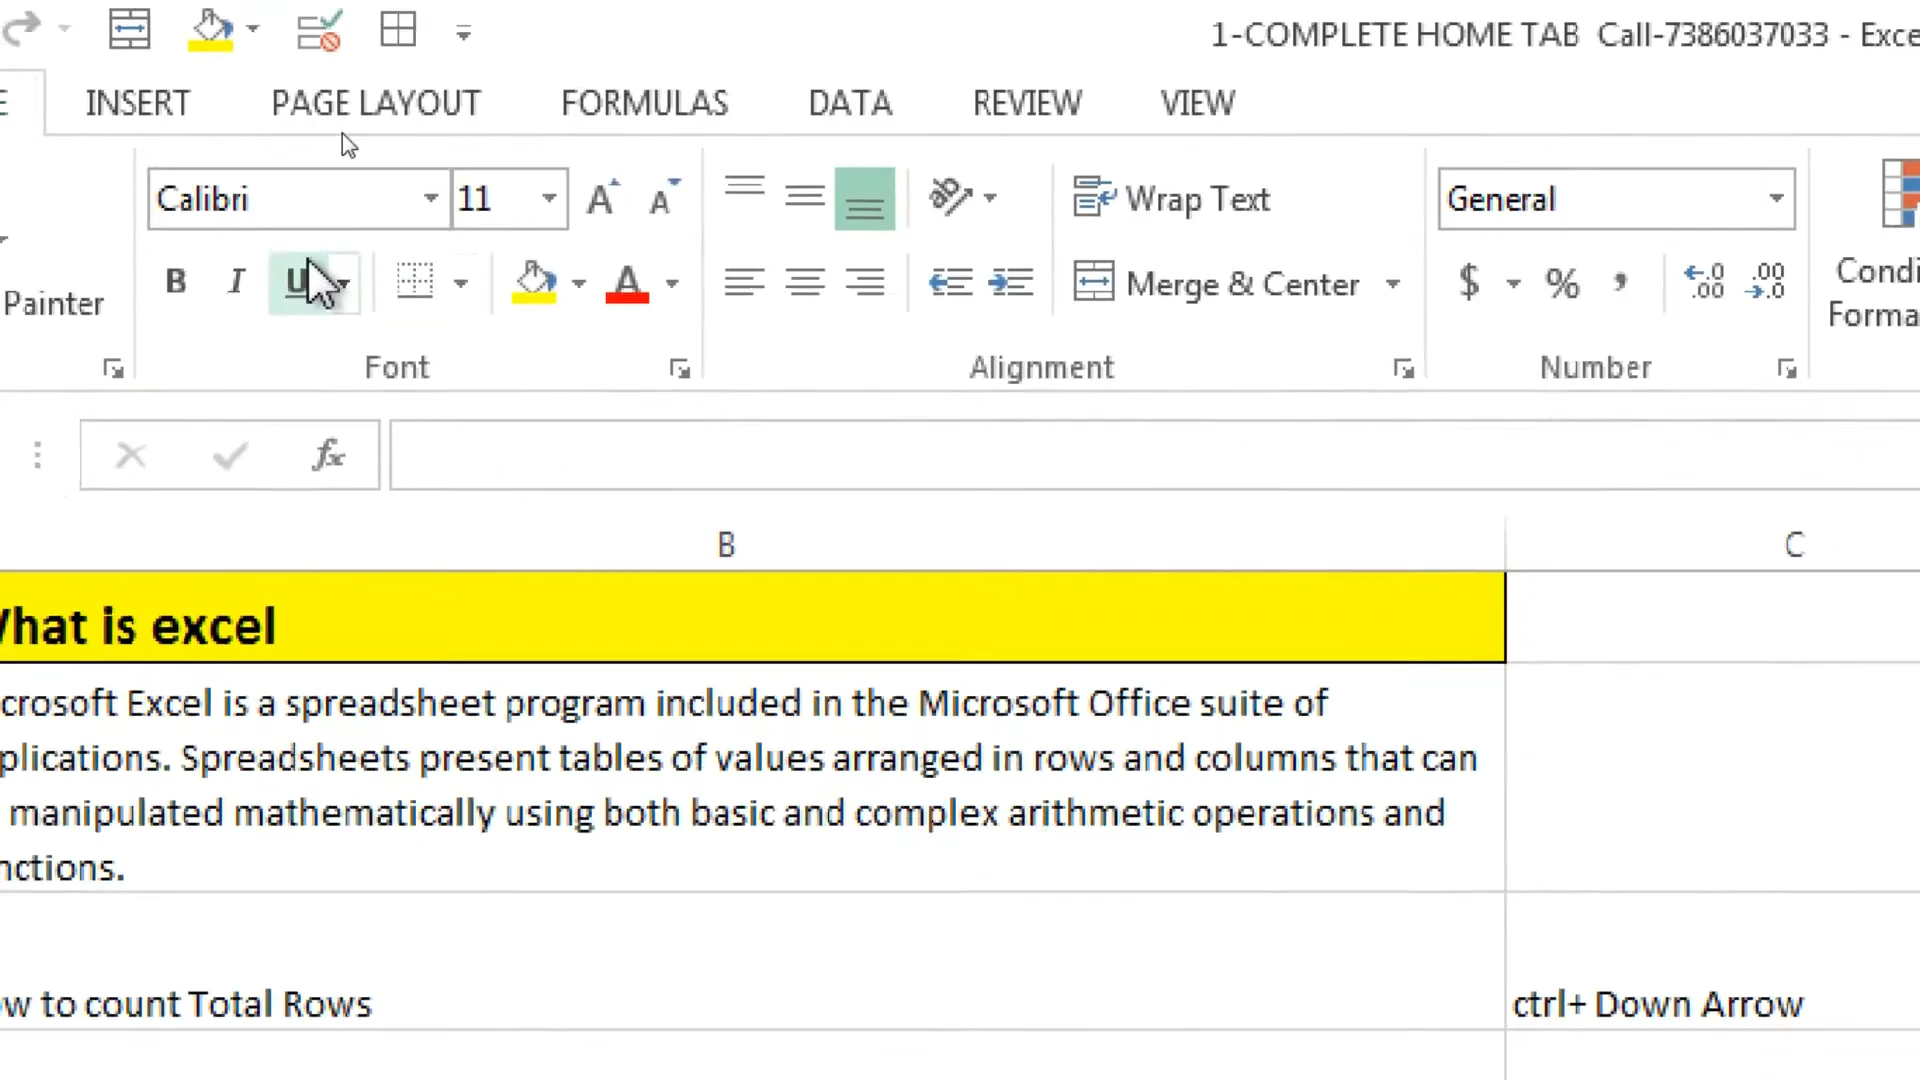 1-COMPLETE HOME TAB Call-7386037033 - Exce
E INSERT PAGE LAYOUT FORMULAS DATA REVIEW VIEW
Calibri 11 Wrap Text General
Painter B I U Merge & Center $ % Condi
Forma
Font Alignment Number
fx
B C
What is excel
crosoft Excel is a spreadsheet program included in the Microsoft Office suite of
plications. Spreadsheets present tables of values arranged in rows and columns that can
manipulated mathematically using both basic and complex arithmetic operations and
nctions.
ow to count Total Rows ctrl+ Down Arrow